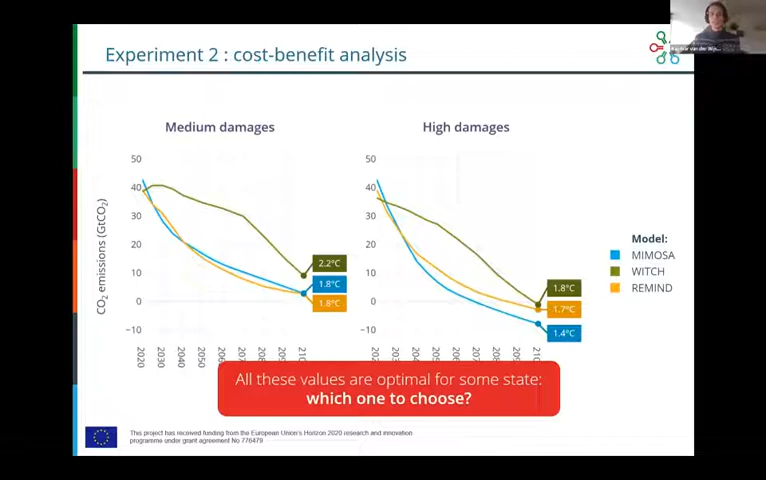 Experiment 2 : cost-benefit analysis
Medium damages
High damages
CO₂ emissions (GtCO₂)
50
40
30
20
10
0
−10
2.2°C
1.8°C
1.8°C
2020
2030
2040
2050
50
40
30
20
10
0
−10
1.8°C
1.7°C
1.4°C
2040
2050
2060
2070
2080
Model:
MIMOSA
WITCH
REMIND
All these values are optimal for some state:
which one to choose?
This project has received funding from the European Union's Horizon 2020 research and innovation
programme under grant agreement No 776479
van der